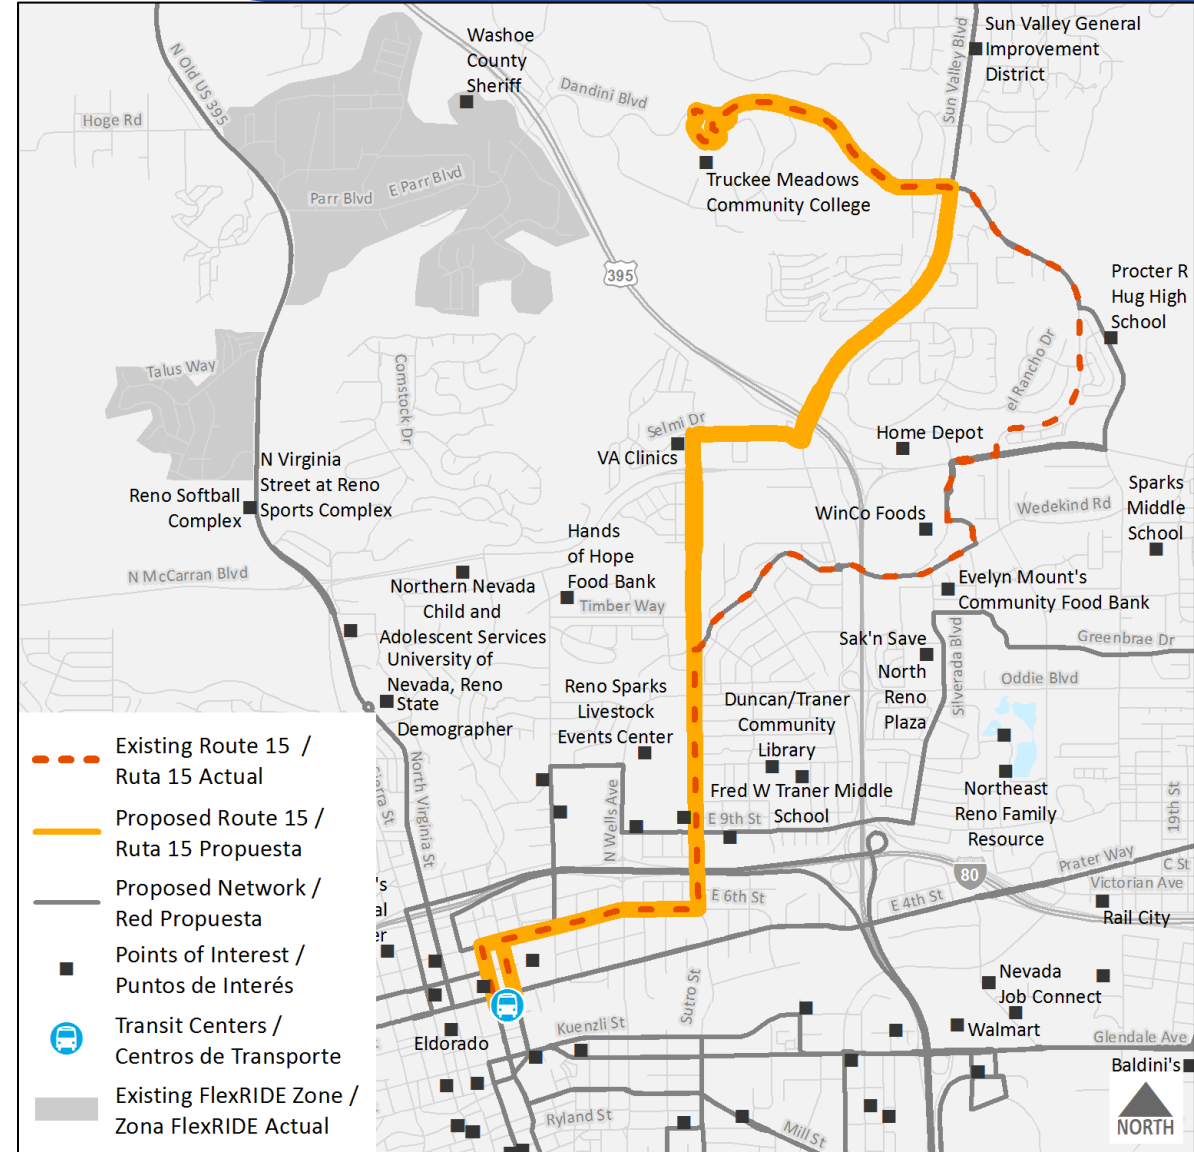 Washoe
County
Sheriff
Sun Valley General
Improvement
District
Sun Valley Blvd
N Old US 395
Dandini Blvd
Hoge Rd
Parr Blvd
E Parr Blvd
Truckee Meadows
Community College
395
Procter R
Hug High
School
Talus Way
Comstock Dr
el Rancho Dr
Selmi Dr
VA Clinics
Home Depot
N Virginia
Street at Reno
Sports Complex
Reno Softball
Complex
WinCo Foods
Wedekind Rd
Sparks
Middle
School
Hands
of Hope
Food Bank
Timber Way
N McCarran Blvd
Northern Nevada
Child and
Adolescent Services
Evelyn Mount's
Community Food Bank
University of
Nevada, Reno
State
Demographer
Sak'n Save
North
Reno
Plaza
Silverada Blvd
Greenbrae Dr
Oddie Blvd
Reno Sparks
Livestock
Events Center
Duncan/Traner
Community
Library
Fred W Traner Middle
School
Northeast
Reno Family
Resource
19th St
North Virginia St
N Wells Ave
E 9th St
E 6th St
80
E 4th St
Prater Way
C St
Victorian Ave
Rail City
Nevada
Job Connect
Walmart
Glendale Ave
Baldini's
Sutro St
Kuenzli St
Eldorado
Ryland St
Mill St
NORTH
Existing Route 15 /
Ruta 15 Actual
Proposed Route 15 /
Ruta 15 Propuesta
Proposed Network /
Red Propuesta
Points of Interest /
Puntos de Interés
Transit Centers /
Centros de Transporte
Existing FlexRIDE Zone /
Zona FlexRIDE Actual